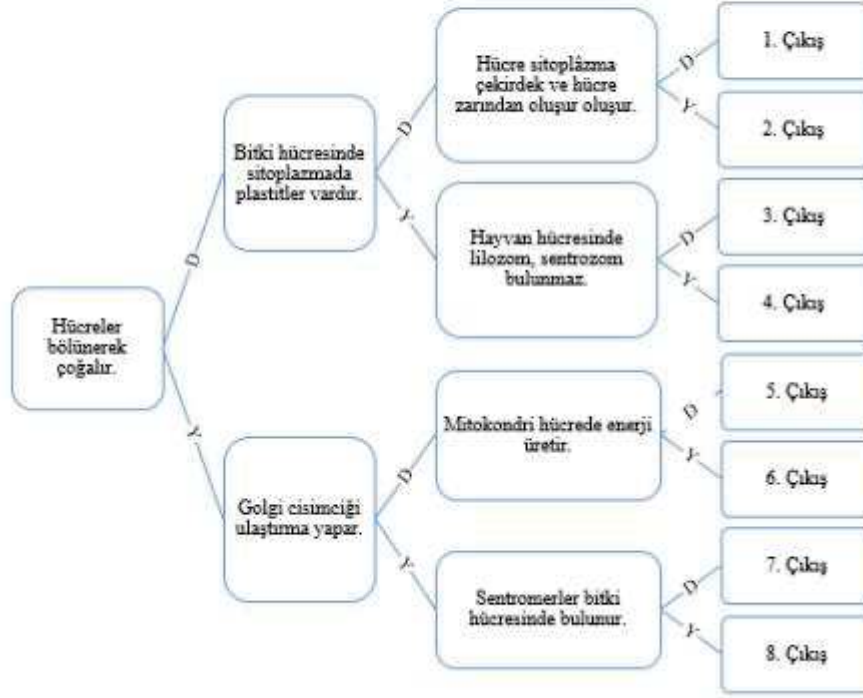 Hücreler
bölünerek
çoğalır.
D
Y
Bitki hücresinde
sitoplazmada
plastitler vardır.
D
Y
Golgi cisimciği
ulaştırma yapar.
D
Y
Hücre sitoplâzma
çekirdek ve hücre
zarından oluşur oluşur.
D
Y
Hayvan hücresinde
lilozom, sentrozom
bulunmaz.
D
Y
Mitokondri hücrede enerji
üretir.
D
Y
Sentromerler bitki
hücresinde bulunur.
D
Y
1. Çıkış
2. Çıkış
3. Çıkış
4. Çıkış
5. Çıkış
6. Çıkış
7. Çıkış
8. Çıkış